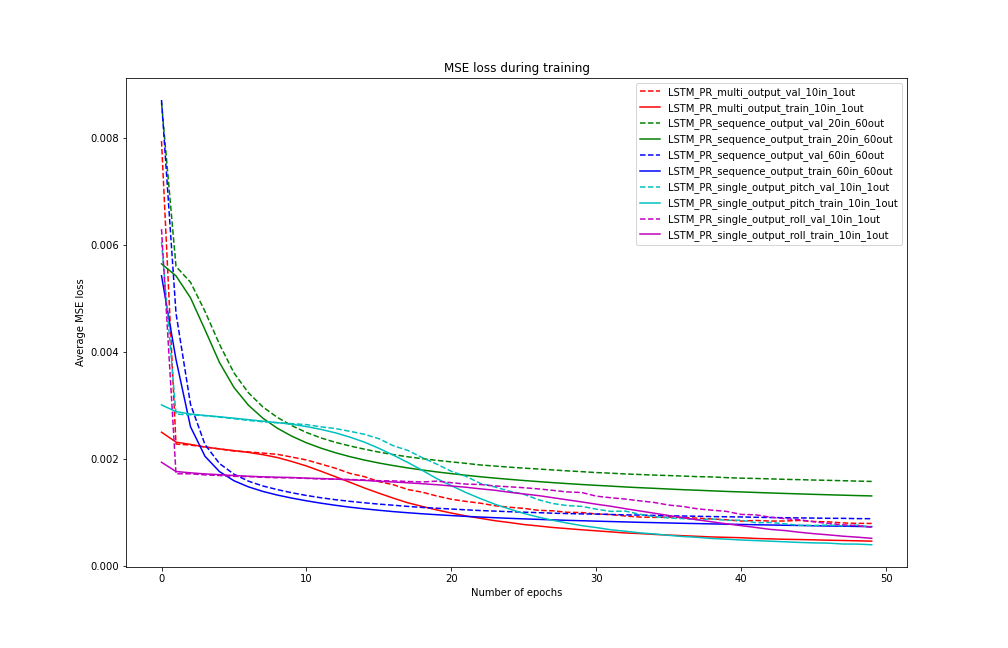 MSE loss during training
LSTM_PR_multi_output_val_10in_1out
LSTM_PR_multi_output_train_10in_1out
LSTM_PR_sequence_output_val_20in_60out
LSTM_PR_sequence_output_train_20in_60out
LSTM_PR_sequence_output_val_60in_60out
LSTM_PR_sequence_output_train_60in_60out
LSTM_PR_single_output_pitch_val_10in_1out
LSTM_PR_single_output_pitch_train_10in_1out
LSTM_PR_single_output_roll_val_10in_1out
LSTM_PR_single_output_roll_train_10in_1out
Average MSE loss
0.008
0.006
0.004
0.002
0.000
0 10 20 30 40 50
Number of epochs